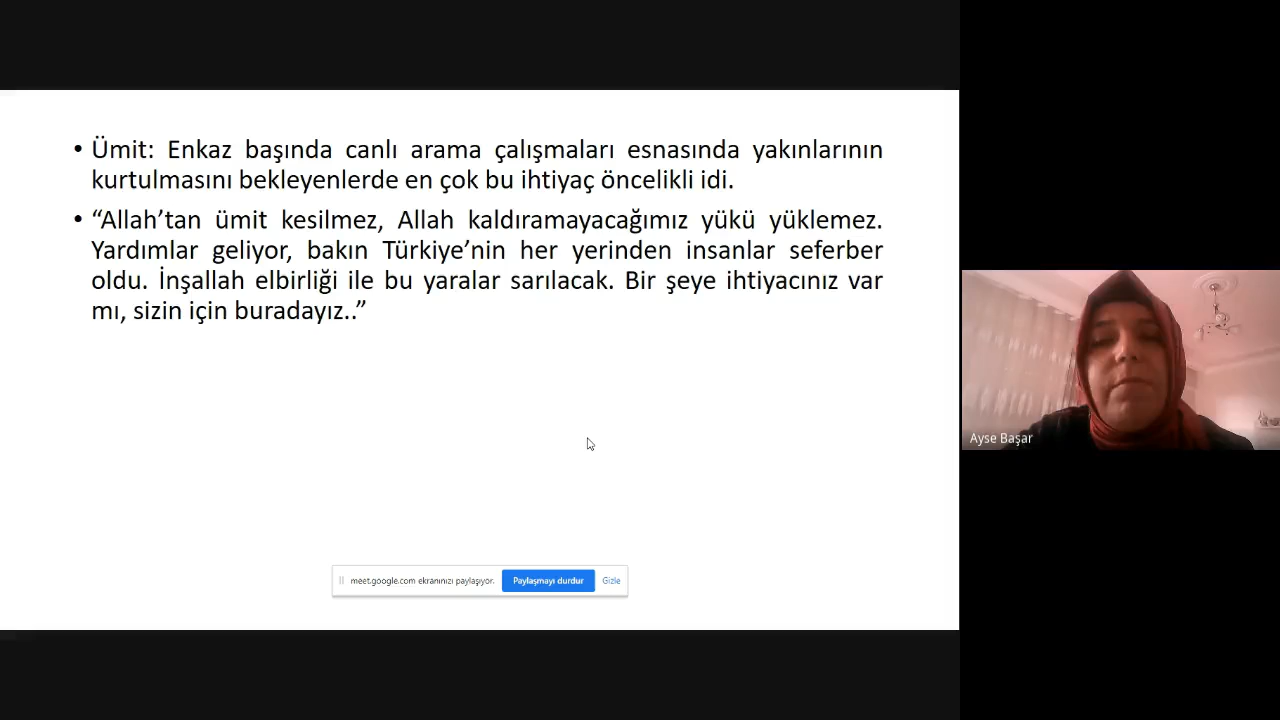 • Ümit: Enkaz başında canlı arama çalışmaları esnasında yakınlarının
kurtulmasını bekleyenlerde en çok bu ihtiyaç öncelikli idi.
• “Allah’tan ümit kesilmez, Allah kaldıramayacağımız yükü yüklemez.
Yardımlar geliyor, bakın Türkiye’nin her yerinden insanlar seferber
oldu. İnşallah elbirliği ile bu yaralar sarılacak. Bir şeye ihtiyacınız var
mı, sizin için buradayız..”
Ayse Başar
meet.google.com ekranınızı paylaşıyor. Paylaşmayı durdur Gizle